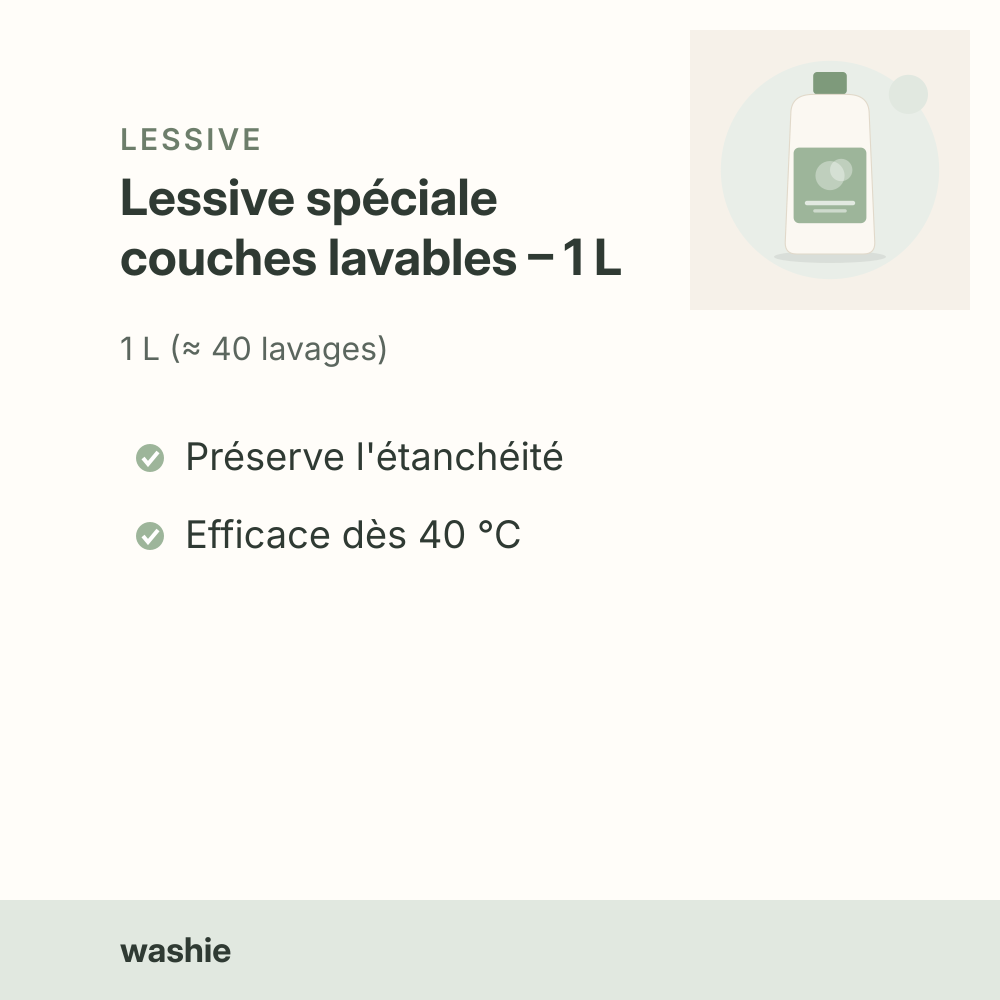 LESSIVE
Lessive spéciale
couches lavables – 1 L
1 L (≈ 40 lavages)
Préserve l'étanchéité
Efficace dès 40 °C
washie